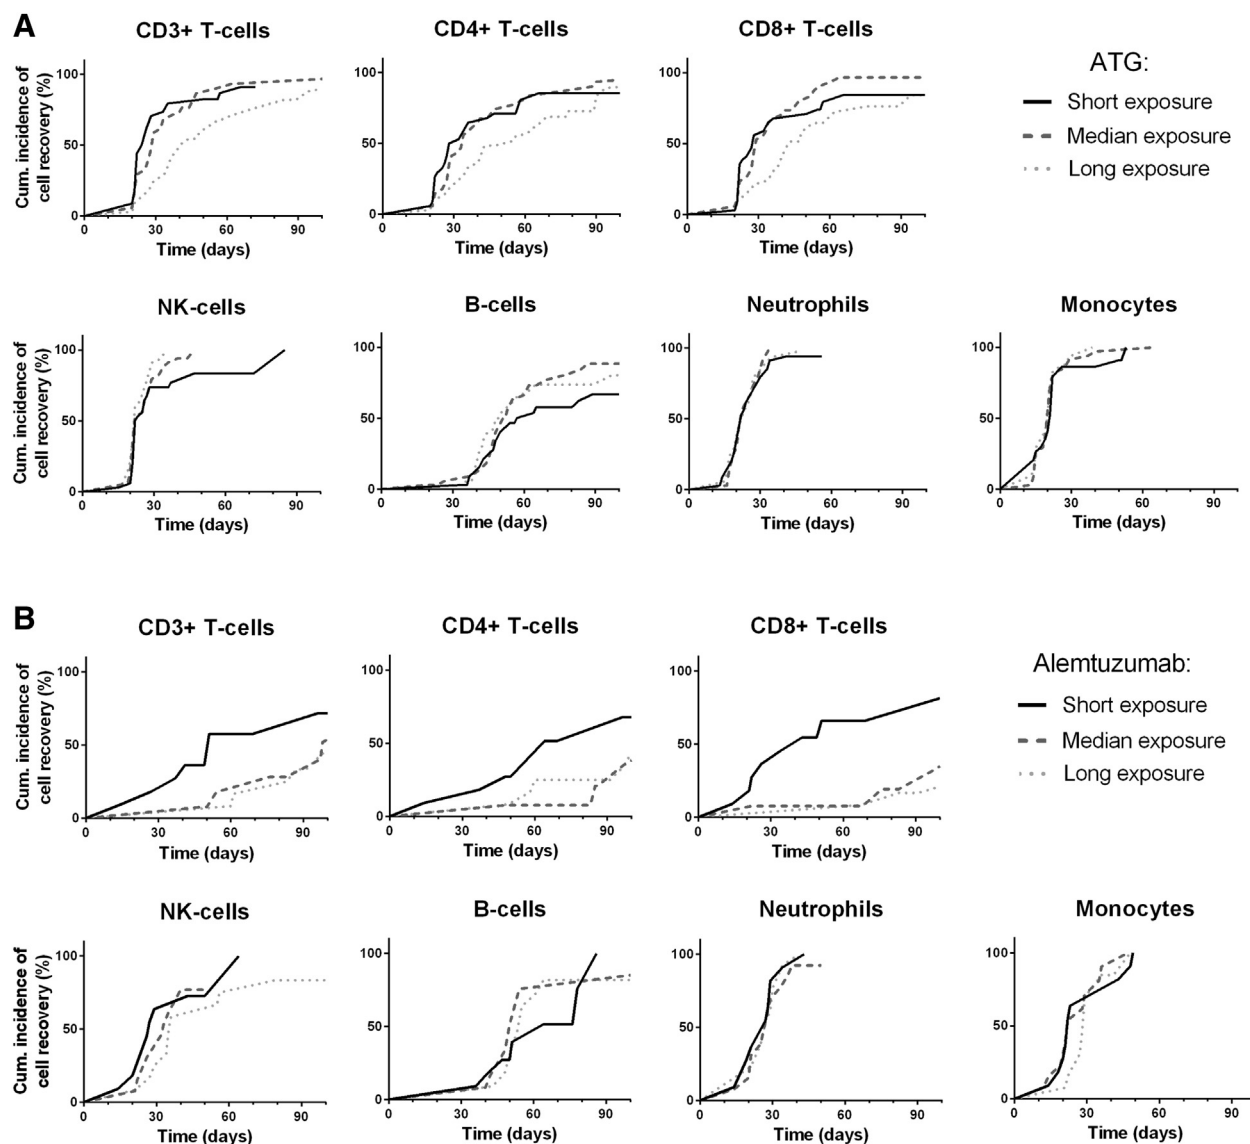 A
CD3+ T-cells
CD4+ T-cells
CD8+ T-cells
Cum. incidence of
cell recovery (%)
100
50
0
0
30
60
90
Time (days)
100
50
0
0
30
60
90
Time (days)
100
50
0
0
30
60
90
Time (days)
ATG:
Short exposure
Median exposure
Long exposure
NK-cells
B-cells
Neutrophils
Monocytes
Cum. incidence of
cell recovery (%)
100
50
0
0
30
60
90
Time (days)
100
50
0
0
30
60
90
Time (days)
100
50
0
0
30
60
90
Time (days)
100
50
0
0
30
60
90
Time (days)
B
CD3+ T-cells
CD4+ T-cells
CD8+ T-cells
Cum. incidence of
cell recovery (%)
100
50
0
0
30
60
90
Time (days)
100
50
0
0
30
60
90
Time (days)
100
50
0
0
30
60
90
Time (days)
Alemtuzumab:
Short exposure
Median exposure
Long exposure
NK-cells
B-cells
Neutrophils
Monocytes
Cum. incidence of
cell recovery (%)
100
50
0
0
30
60
90
Time (days)
100
50
0
0
30
60
90
Time (days)
100
50
0
0
30
60
90
Time (days)
100
50
0
0
30
60
90
Time (days)